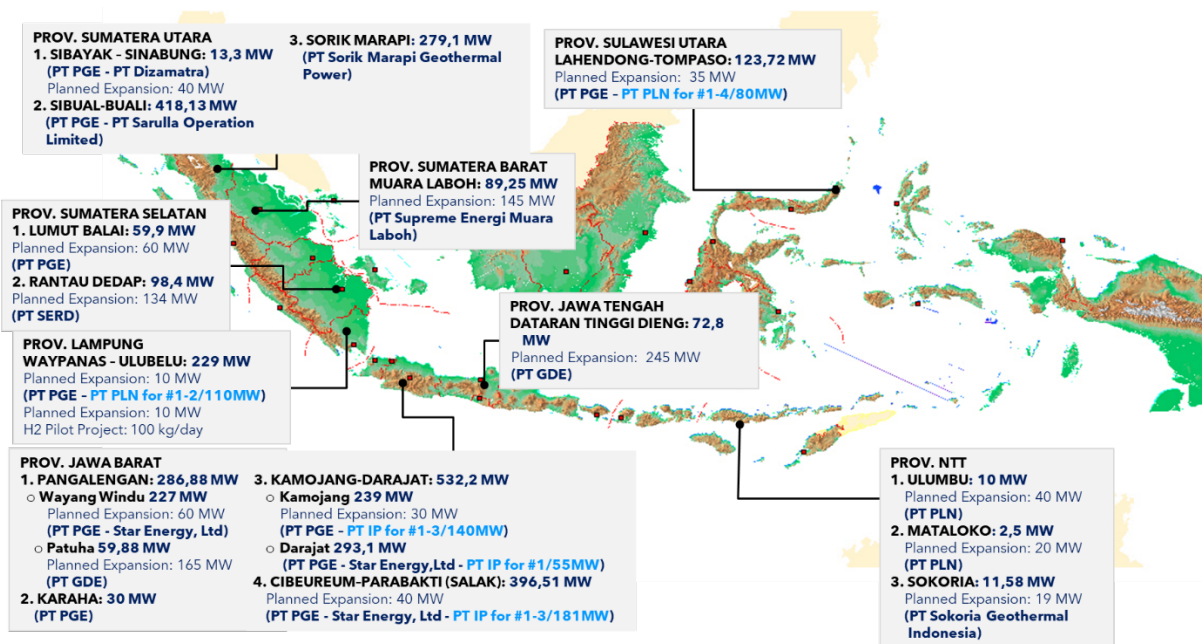 PROV. SUMATERA UTARA
1. SIBAYAK – SINABUNG: 13,3 MW
(PT PGE - PT Dizamatra)
Planned Expansion: 40 MW
2. SIBUAL-BUALI: 418,13 MW
(PT PGE - PT Sarulla Operation
Limited)
3. SORIK MARAPI: 279,1 MW
(PT Sorik Marapi Geothermal
Power)
PROV. SULAWESI UTARA
LAHENDONG-TOMPASO: 123,72 MW
Planned Expansion: 35 MW
(PT PGE – PT PLN for #1-4/80MW)
PROV. SUMATERA BARAT
MUARA LABOH: 89,25 MW
Planned Expansion: 145 MW
(PT Supreme Energi Muara
Laboh)
PROV. SUMATERA SELATAN
1. LUMUT BALAI: 59,9 MW
Planned Expansion: 60 MW
(PT PGE)
2. RANTAU DEDAP: 98,4 MW
Planned Expansion: 134 MW
(PT SERD)
PROV. JAWA TENGAH
DATARAN TINGGI DIENG: 72,8
MW
Planned Expansion: 245 MW
(PT GDE)
PROV. LAMPUNG
WAYPANAS – ULUBELU: 229 MW
Planned Expansion: 10 MW
(PT PGE – PT PLN for #1-2/110MW)
Planned Expansion: 10 MW
H2 Pilot Project: 100 kg/day
PROV. JAWA BARAT
1. PANGALENGAN: 286,88 MW
○ Wayang Windu 227 MW
Planned Expansion: 60 MW
(PT PGE - Star Energy, Ltd)
○ Patuha 59,88 MW
Planned Expansion: 165 MW
(PT GDE)
2. KARAHA: 30 MW
(PT PGE)
3. KAMOJANG-DARAJAT: 532,2 MW
○ Kamojang 239 MW
Planned Expansion: 30 MW
(PT PGE – PT IP for #1-3/140MW)
○ Darajat 293,1 MW
(PT PGE - Star Energy,Ltd - PT IP for #1/55MW)
4. CIBEUREUM-PARABAKTI (SALAK): 396,51 MW
Planned Expansion: 40 MW
(PT PGE - Star Energy, Ltd - PT IP for #1-3/181MW)
PROV. NTT
1. ULUMBU: 10 MW
Planned Expansion: 40 MW
(PT PLN)
2. MATALOKO: 2,5 MW
Planned Expansion: 20 MW
(PT PLN)
3. SOKORIA: 11,58 MW
Planned Expansion: 19 MW
(PT Sokoria Geothermal
Indonesia)